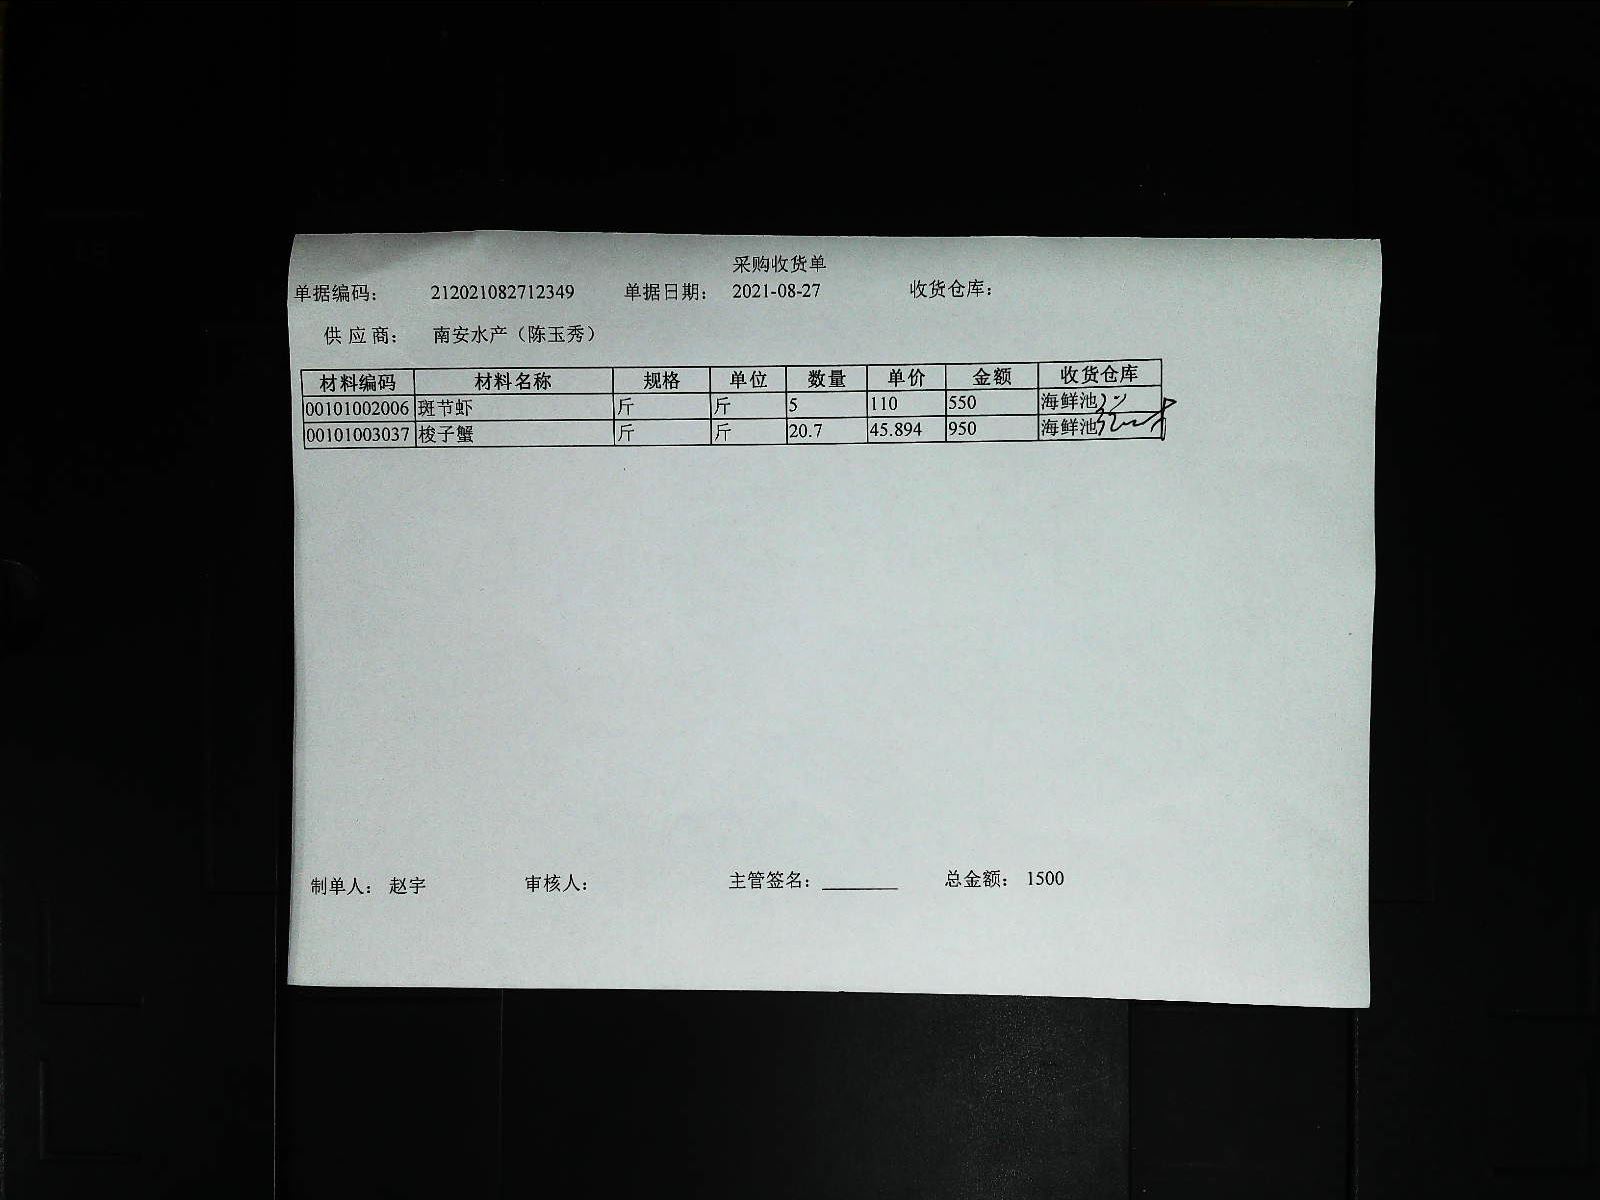 采购收货单
单据编码： 212021082712349 单据日期： 2021-08-27 收货仓库：
供 应 商： 南安水产（陈玉秀）
材料编码 材料名称 规格 单位 数量 单价 金额 收货仓库
00101002006 斑节虾 斤 斤 5 110 550 海鲜池
00101003037 梭子蟹 斤 斤 20.7 45.894 950 海鲜池
制单人： 赵宇 审核人： 主管签名： ________ 总金额： 1500